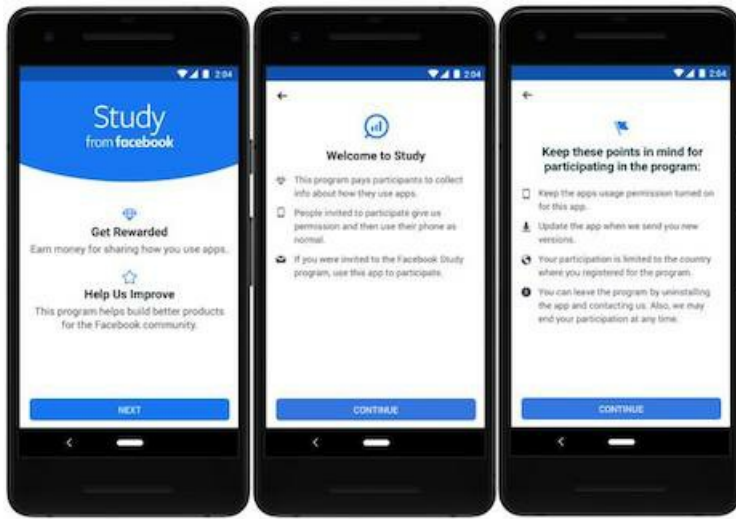 2:04
Study
from facebook
Get Rewarded
Earn money for sharing how you use apps.
Help Us Improve
This program helps build better products
for the Facebook community.
NEXT
2:04
Welcome to Study
This program pays participants to collect
info about how they use apps.
People invited to participate give us
permission and then use their phone as
normal.
If you were invited to the Facebook Study
program, use this app to participate.
CONTINUE
2:04
Keep these points in mind for
participating in the program:
Keep the apps usage permission turned on
for this app.
Update the app when we send you new
versions.
Your participation is limited to the country
where you registered for the program.
You can leave the program by uninstalling
the app and contacting us. Also, we may
end your participation at any time.
CONTINUE